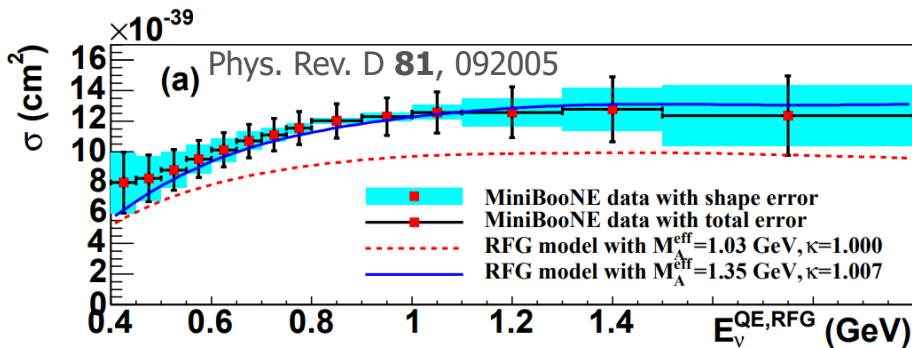 ×10⁻³⁹
(a) Phys. Rev. D 81, 092005
σ (cm²)
16
14
12
10
8
6
4
2
0
MiniBooNE data with shape error
MiniBooNE data with total error
RFG model with M_A^eff=1.03 GeV, κ=1.000
RFG model with M_A^eff=1.35 GeV, κ=1.007
0.4 0.6 0.8 1 1.2 1.4 E_ν^QE,RFG (GeV)